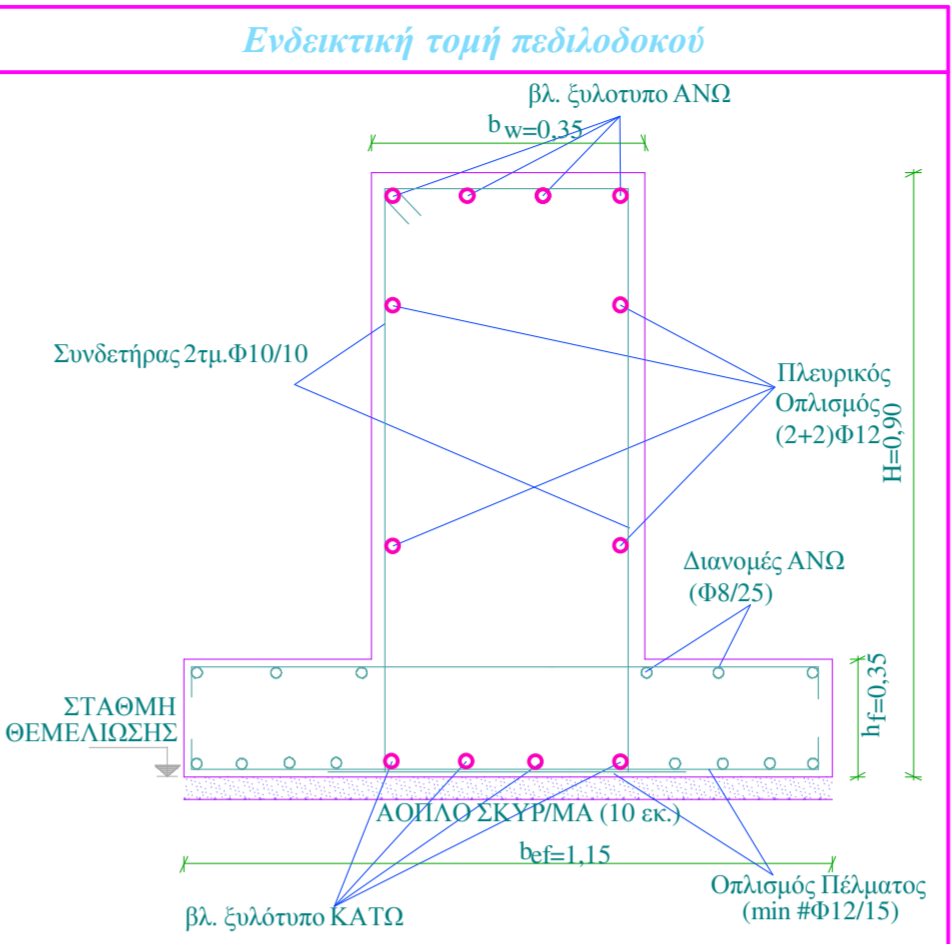 Ενδεικτική τομή πεδιλοδοκού
βλ. ξυλοτυπο ΑΝΩ
b w=0,35
Συνδετήρας 2τμ.Φ10/10
Πλευρικός
Οπλισμός
(2+2)Φ12
H=0,90
Διανομές ΑΝΩ
(Φ8/25)
hf=0,35
ΣΤΑΘΜΗ
ΘΕΜΕΛΙΩΣΗΣ
ΑΟΠΛΟ ΣΚΥΡ/ΜΑ (10 εκ.)
bef=1,15
Οπλισμός Πέλματος
(min #Φ12/15)
βλ. ξυλότυπο ΚΑΤΩ